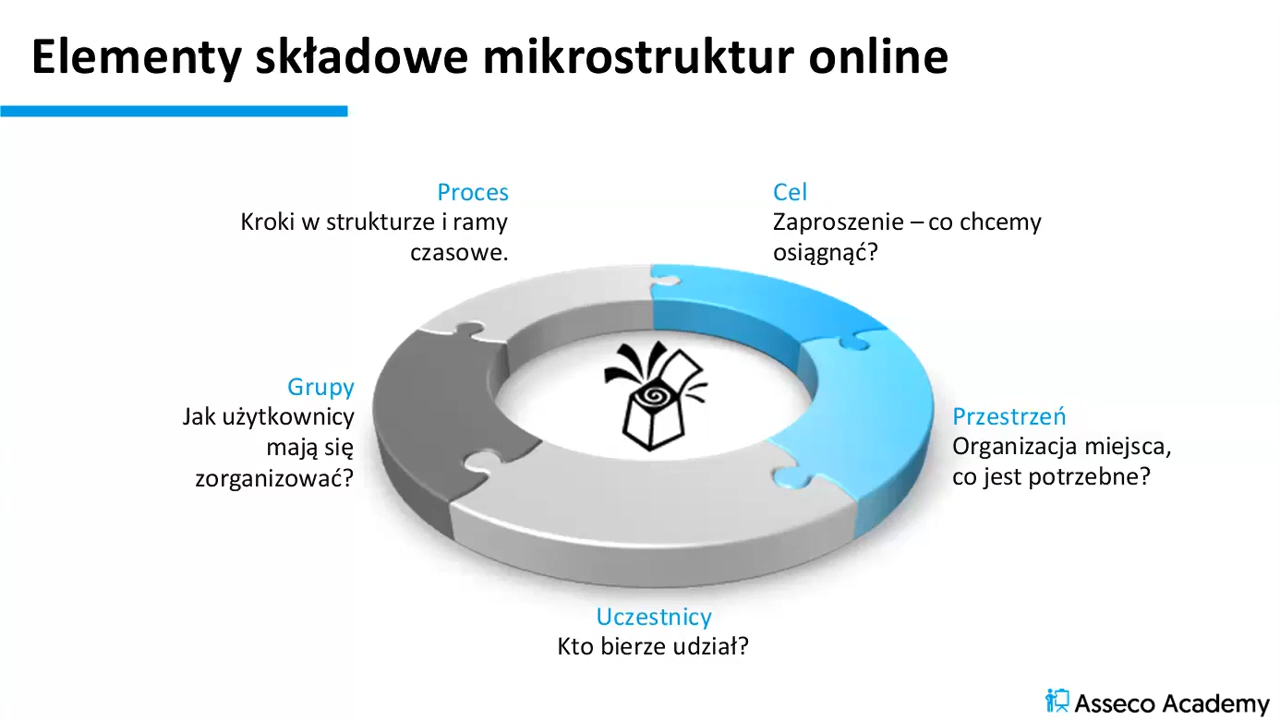 Elementy składowe mikrostruktur online
Proces
Kroki w strukturze i ramy
czasowe.
Cel
Zaproszenie – co chcemy
osiągnąć?
Grupy
Jak użytkownicy
mają się
zorganizować?
Przestrzeń
Organizacja miejsca,
co jest potrzebne?
Uczestnicy
Kto bierze udział?
Asseco Academy